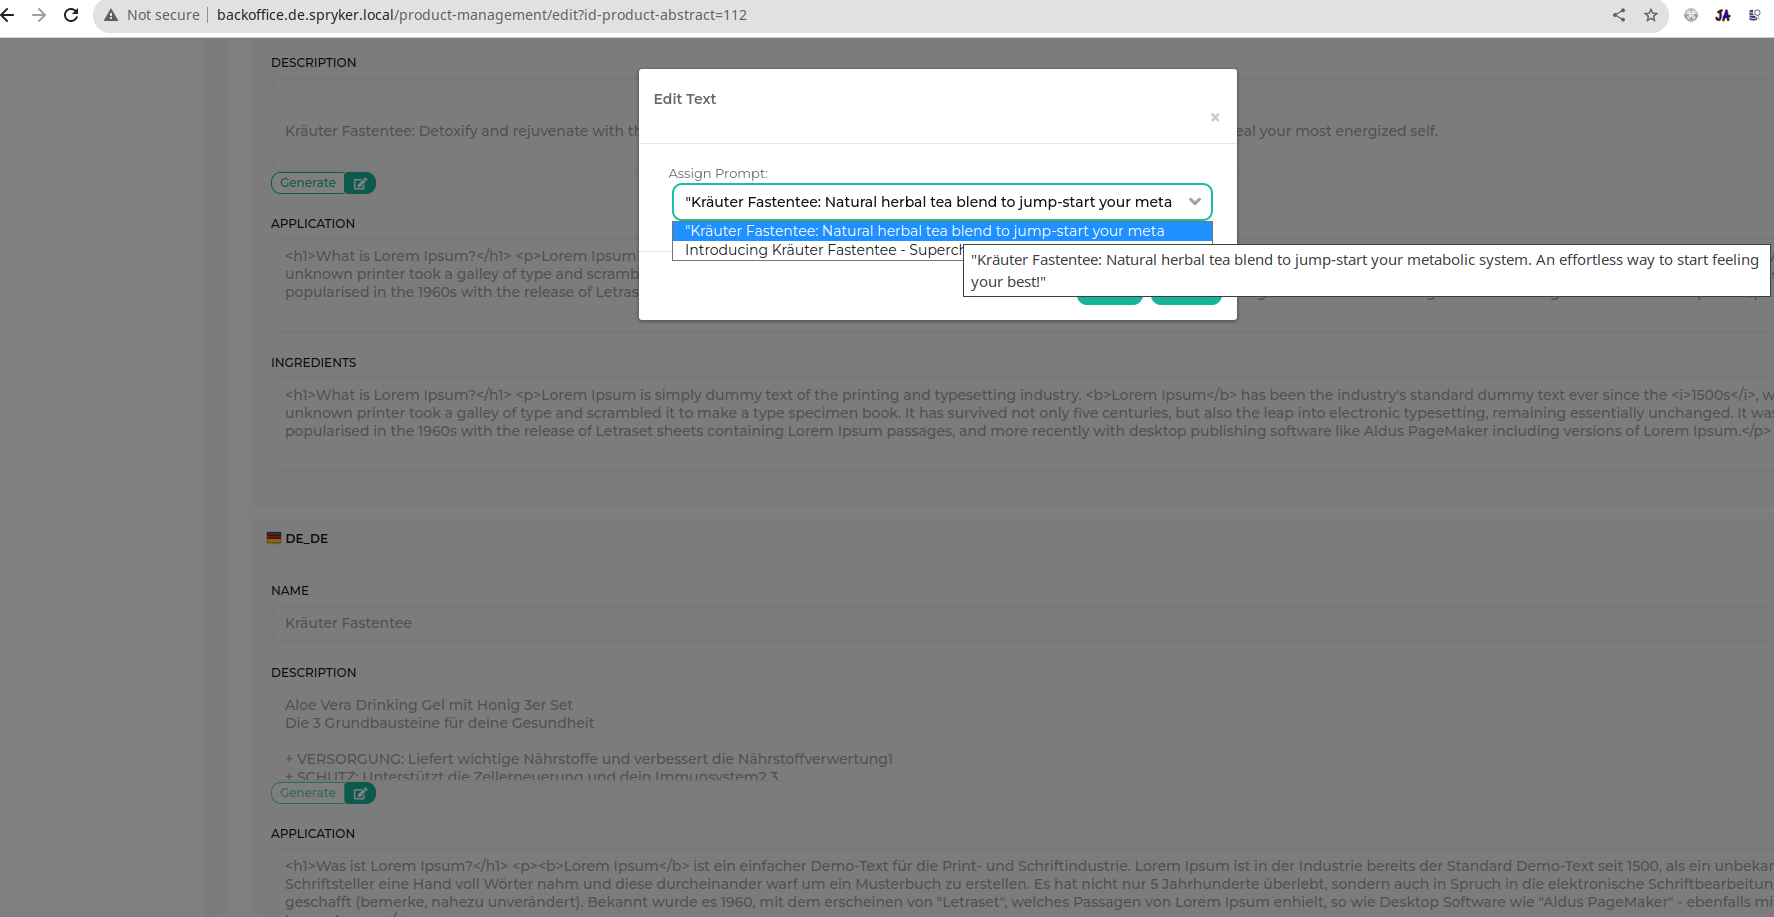 Not secure
backoffice.de.spryker.local/product-management/edit?id-product-abstract=112
JA
DESCRIPTION
Kräuter Fastentee: Detoxify and rejuvenate with th
eal your most energized self.
Generate
Edit Text
×
Assign Prompt:
"Kräuter Fastentee: Natural herbal tea blend to jump-start your meta
"Kräuter Fastentee: Natural herbal tea blend to jump-start your meta
Introducing Kräuter Fastentee - Superch
"Kräuter Fastentee: Natural herbal tea blend to jump-start your metabolic system. An effortless way to start feeling
your best!"
APPLICATION
<h1>What is Lorem Ipsum?</h1> <p>Lorem Ipsum
unknown printer took a galley of type and scramb
popularised in the 1960s with the release of Letras
INGREDIENTS
<h1>What is Lorem Ipsum?</h1> <p>Lorem Ipsum is simply dummy text of the printing and typesetting industry. <b>Lorem Ipsum</b> has been the industry's standard dummy text ever since the <i>1500s</i>, w
unknown printer took a galley of type and scrambled it to make a type specimen book. It has survived not only five centuries, but also the leap into electronic typesetting, remaining essentially unchanged. It was
popularised in the 1960s with the release of Letraset sheets containing Lorem Ipsum passages, and more recently with desktop publishing software like Aldus PageMaker including versions of Lorem Ipsum.</p>
DE_DE
NAME
Kräuter Fastentee
DESCRIPTION
Aloe Vera Drinking Gel mit Honig 3er Set
Die 3 Grundbausteine für deine Gesundheit
+ VERSORGUNG: Liefert wichtige Nährstoffe und verbessert die Nährstoffverwertung1
+ SCHUTZ: Unterstützt die Zellerneuerung und dein Immunsystem2,3
Generate
APPLICATION
<h1>Was ist Lorem Ipsum?</h1> <p><b>Lorem Ipsum</b> ist ein einfacher Demo-Text für die Print- und Schriftindustrie. Lorem Ipsum ist in der Industrie bereits der Standard Demo-Text seit 1500, als ein unbekan
Schriftsteller eine Hand voll Wörter nahm und diese durcheinander warf um ein Musterbuch zu erstellen. Es hat nicht nur 5 Jahrhunderte überlebt, sondern auch in Spruch in die elektronische Schriftbearbeitun
geschafft (bemerke, nahezu unverändert). Bekannt wurde es 1960, mit dem erscheinen von "Letraset", welches Passagen von Lorem Ipsum enhielt, so wie Desktop Software wie "Aldus PageMaker" - ebenfalls mi